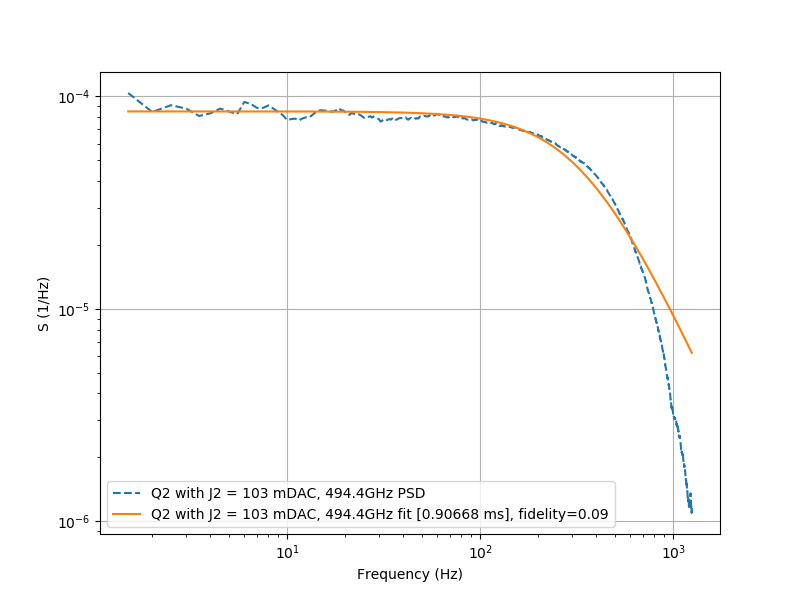 10⁻⁴
10⁻⁵
10⁻⁶
S (1/Hz)
Q2 with J2 = 103 mDAC, 494.4GHz PSD
Q2 with J2 = 103 mDAC, 494.4GHz fit [0.90668 ms], fidelity=0.09
10¹
10²
10³
Frequency (Hz)